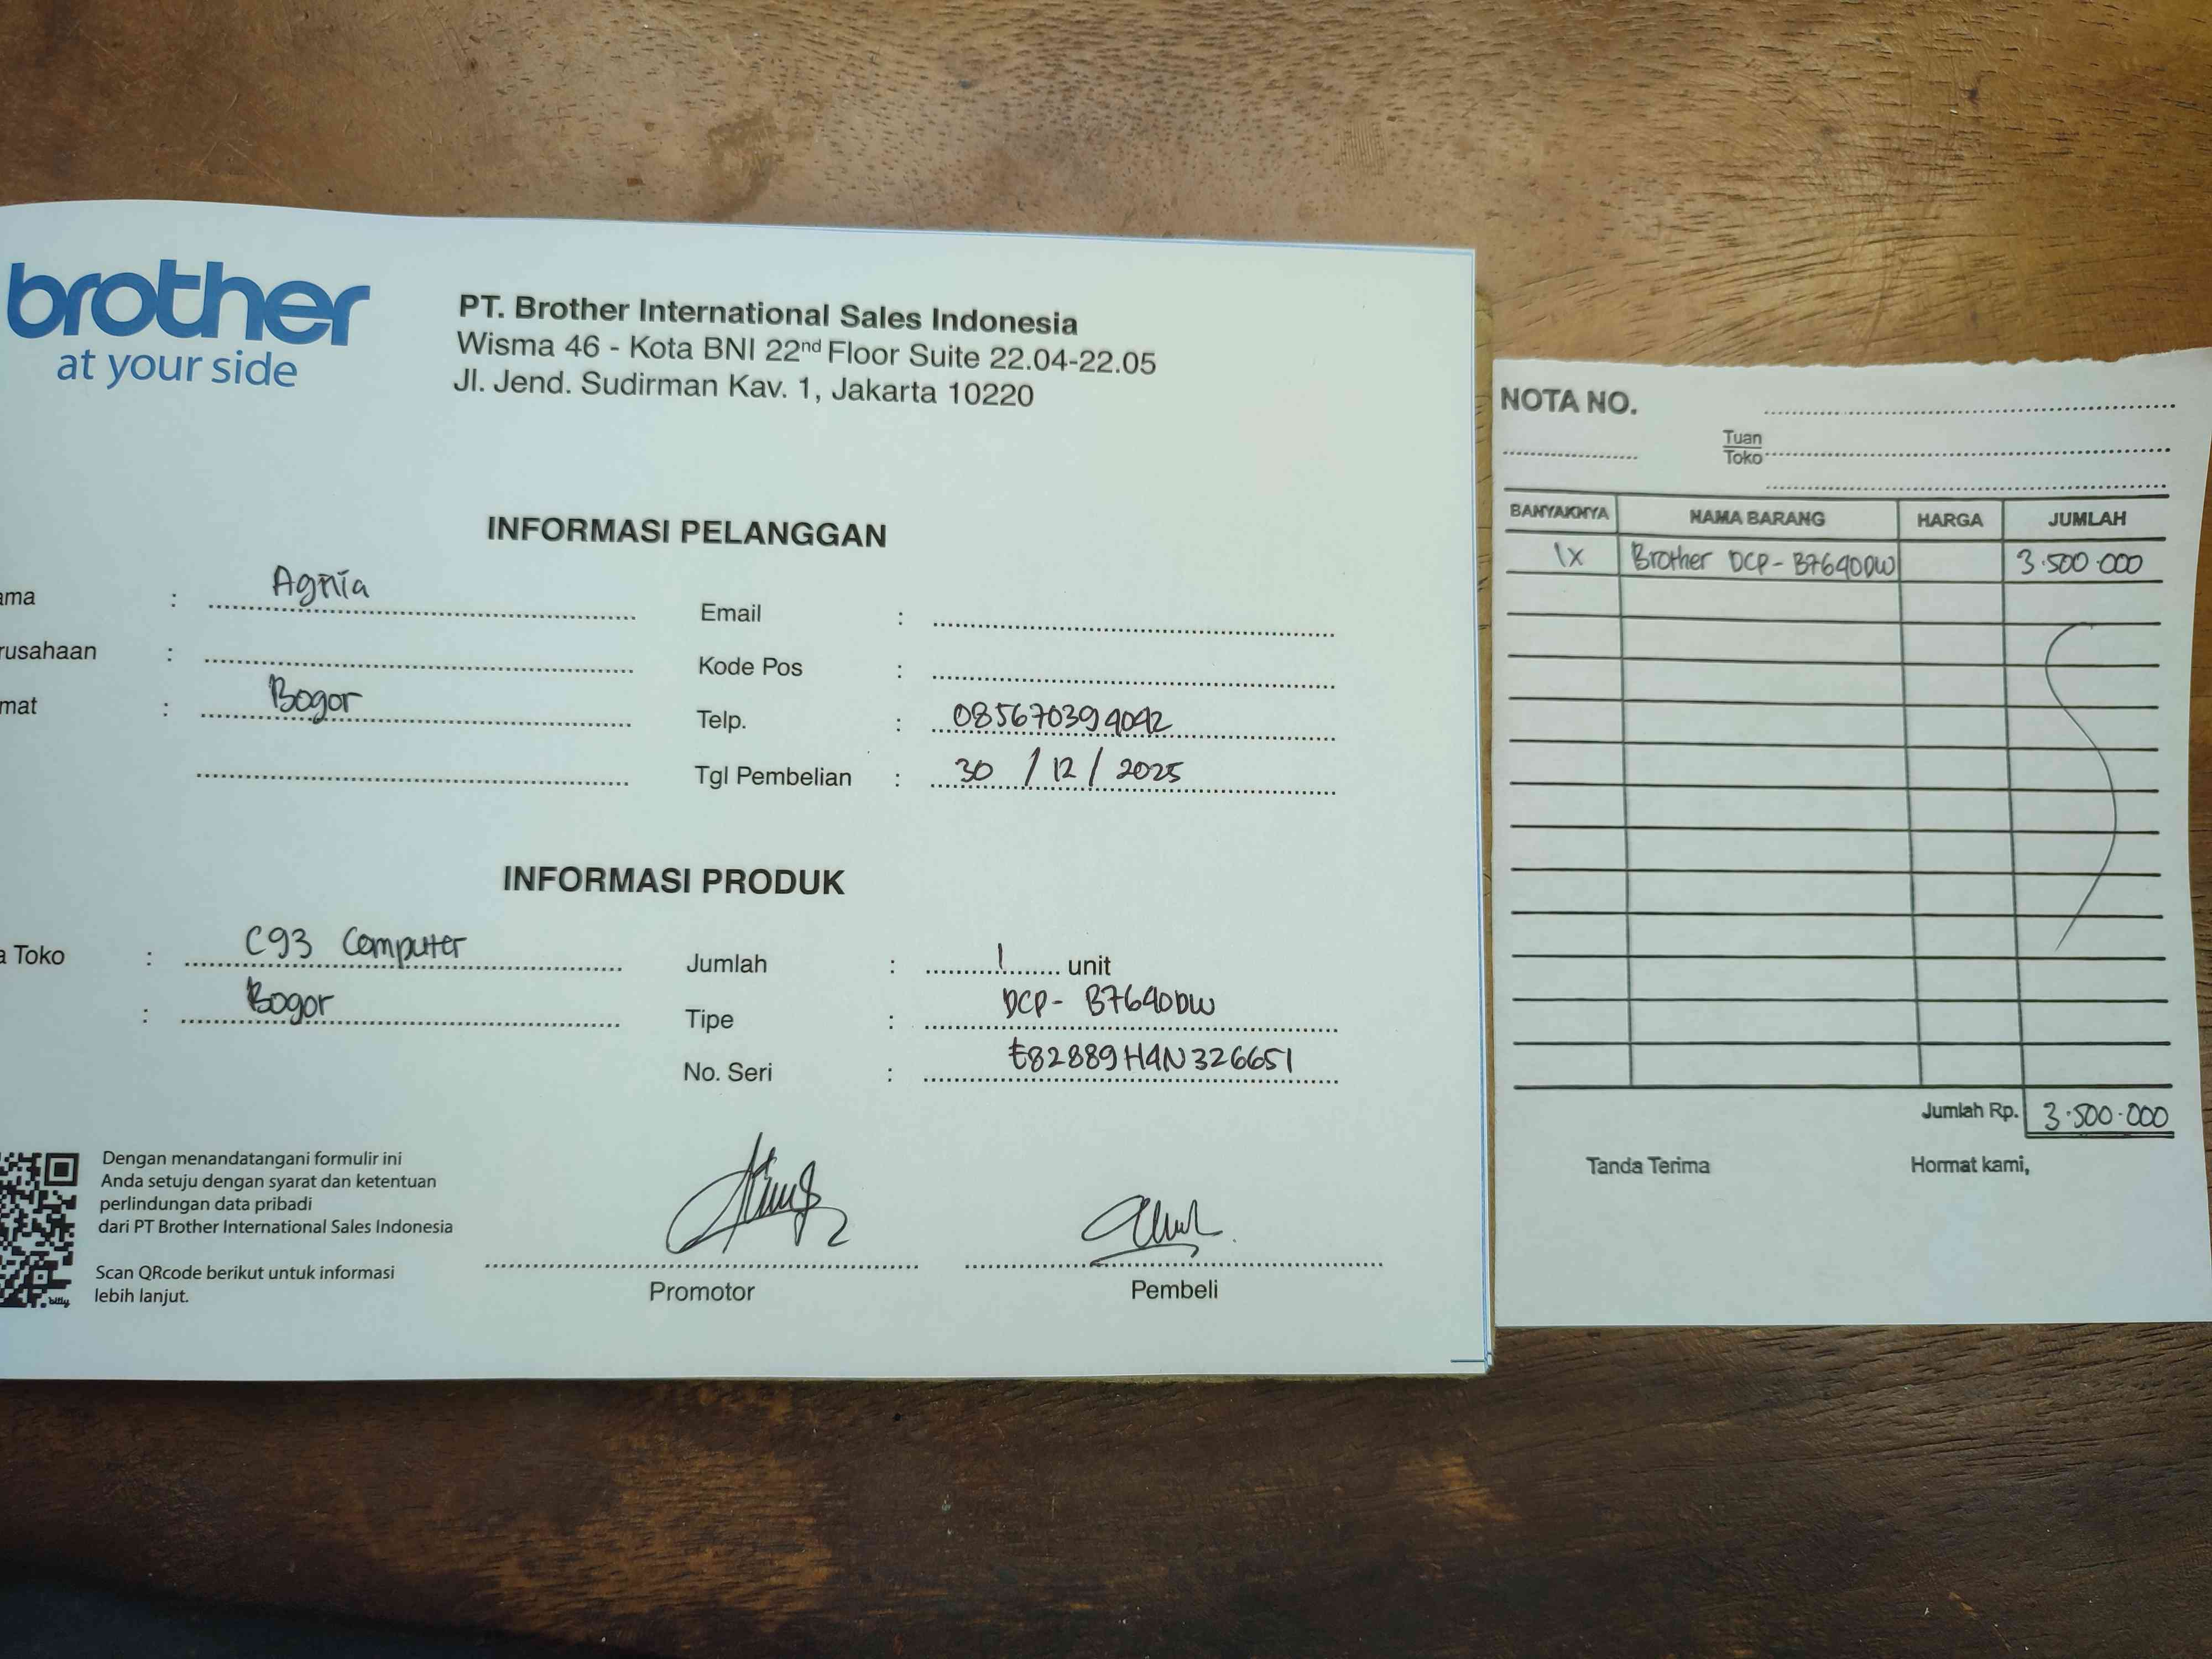 brother
at your side
PT. Brother International Sales Indonesia
Wisma 46 - Kota BNI 22nd Floor Suite 22.04-22.05
Jl. Jend. Sudirman Kav. 1, Jakarta 10220
INFORMASI PELANGGAN
ama : Agnia
rusahaan :
mat : Bogor
Email :
Kode Pos :
Telp. : 085670394042
Tgl Pembelian : 30 / 12 / 2025
INFORMASI PRODUK
a Toko : C93 Computer
: Bogor
Jumlah : 1 unit
Tipe : DCP- B7640DW
No. Seri : E82889H4N326651
Dengan menandatangani formulir ini
Anda setuju dengan syarat dan ketentuan
perlindungan data pribadi
dari PT Brother International Sales Indonesia
Scan QRcode berikut untuk informasi
lebih lanjut.
bitly
Promotor
Pembeli
NOTA NO.
Tuan
Toko
BANYAKNYA NAMA BARANG HARGA JUMLAH
1x Brother DCP- B7640DW 3.500.000
Jumlah Rp. 3.500.000
Tanda Terima Hormat kami,